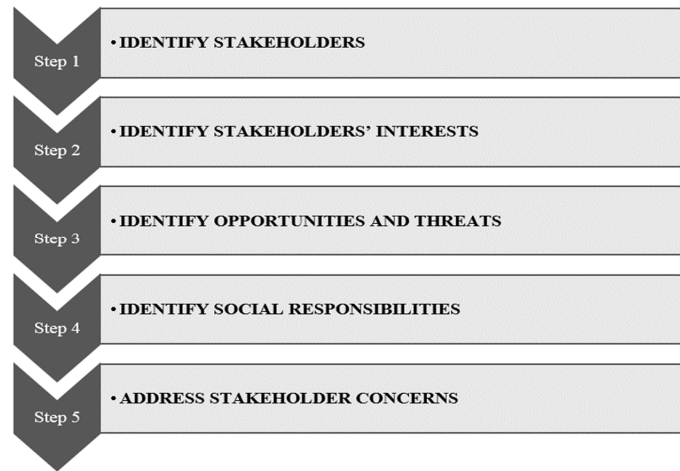 Step 1
• IDENTIFY STAKEHOLDERS
Step 2
• IDENTIFY STAKEHOLDERS’ INTERESTS
Step 3
• IDENTIFY OPPORTUNITIES AND THREATS
Step 4
• IDENTIFY SOCIAL RESPONSIBILITIES
Step 5
• ADDRESS STAKEHOLDER CONCERNS